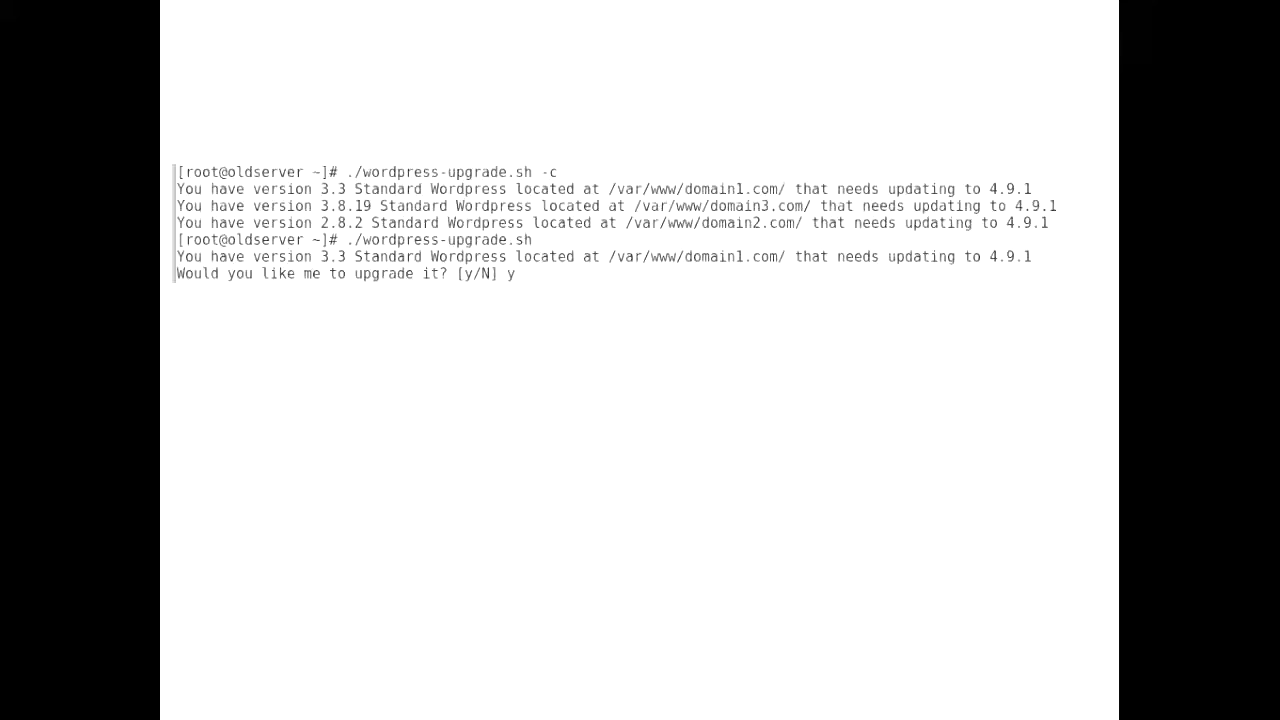 [root@oldserver ~]# ./wordpress-upgrade.sh -c
You have version 3.3 Standard Wordpress located at /var/www/domain1.com/ that needs updating to 4.9.1
You have version 3.8.19 Standard Wordpress located at /var/www/domain3.com/ that needs updating to 4.9.1
You have version 2.8.2 Standard Wordpress located at /var/www/domain2.com/ that needs updating to 4.9.1
[root@oldserver ~]# ./wordpress-upgrade.sh
You have version 3.3 Standard Wordpress located at /var/www/domain1.com/ that needs updating to 4.9.1
Would you like me to upgrade it? [y/N] y